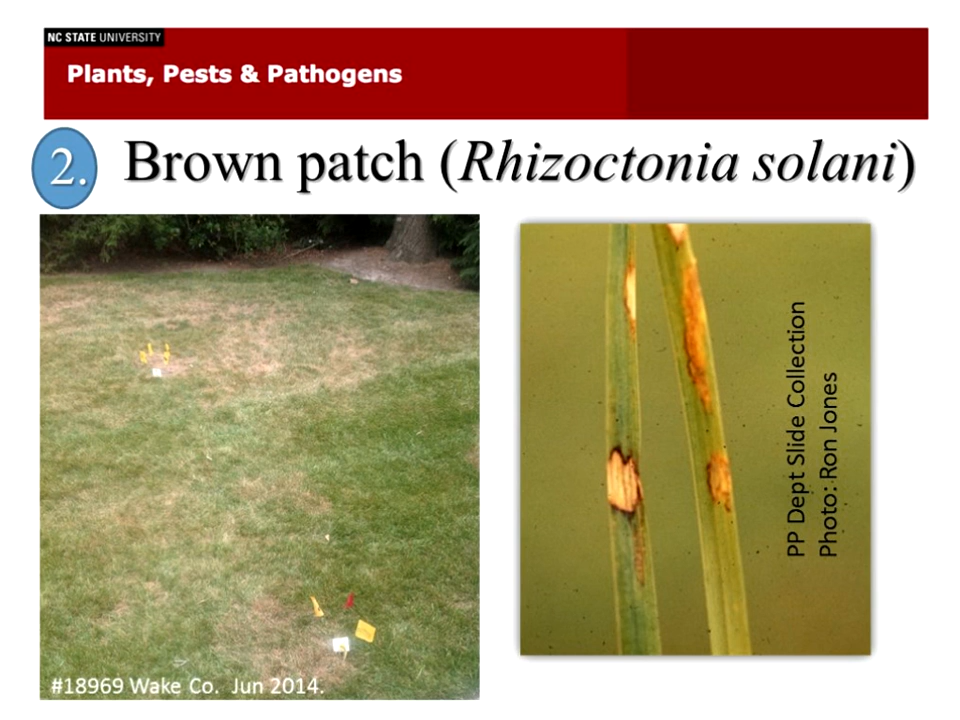 NC STATE UNIVERSITY
Plants, Pests & Pathogens
2. Brown patch (Rhizoctonia solani)
PP Dept Slide Collection
Photo: Ron Jones
#18969 Wake Co. Jun 2014.